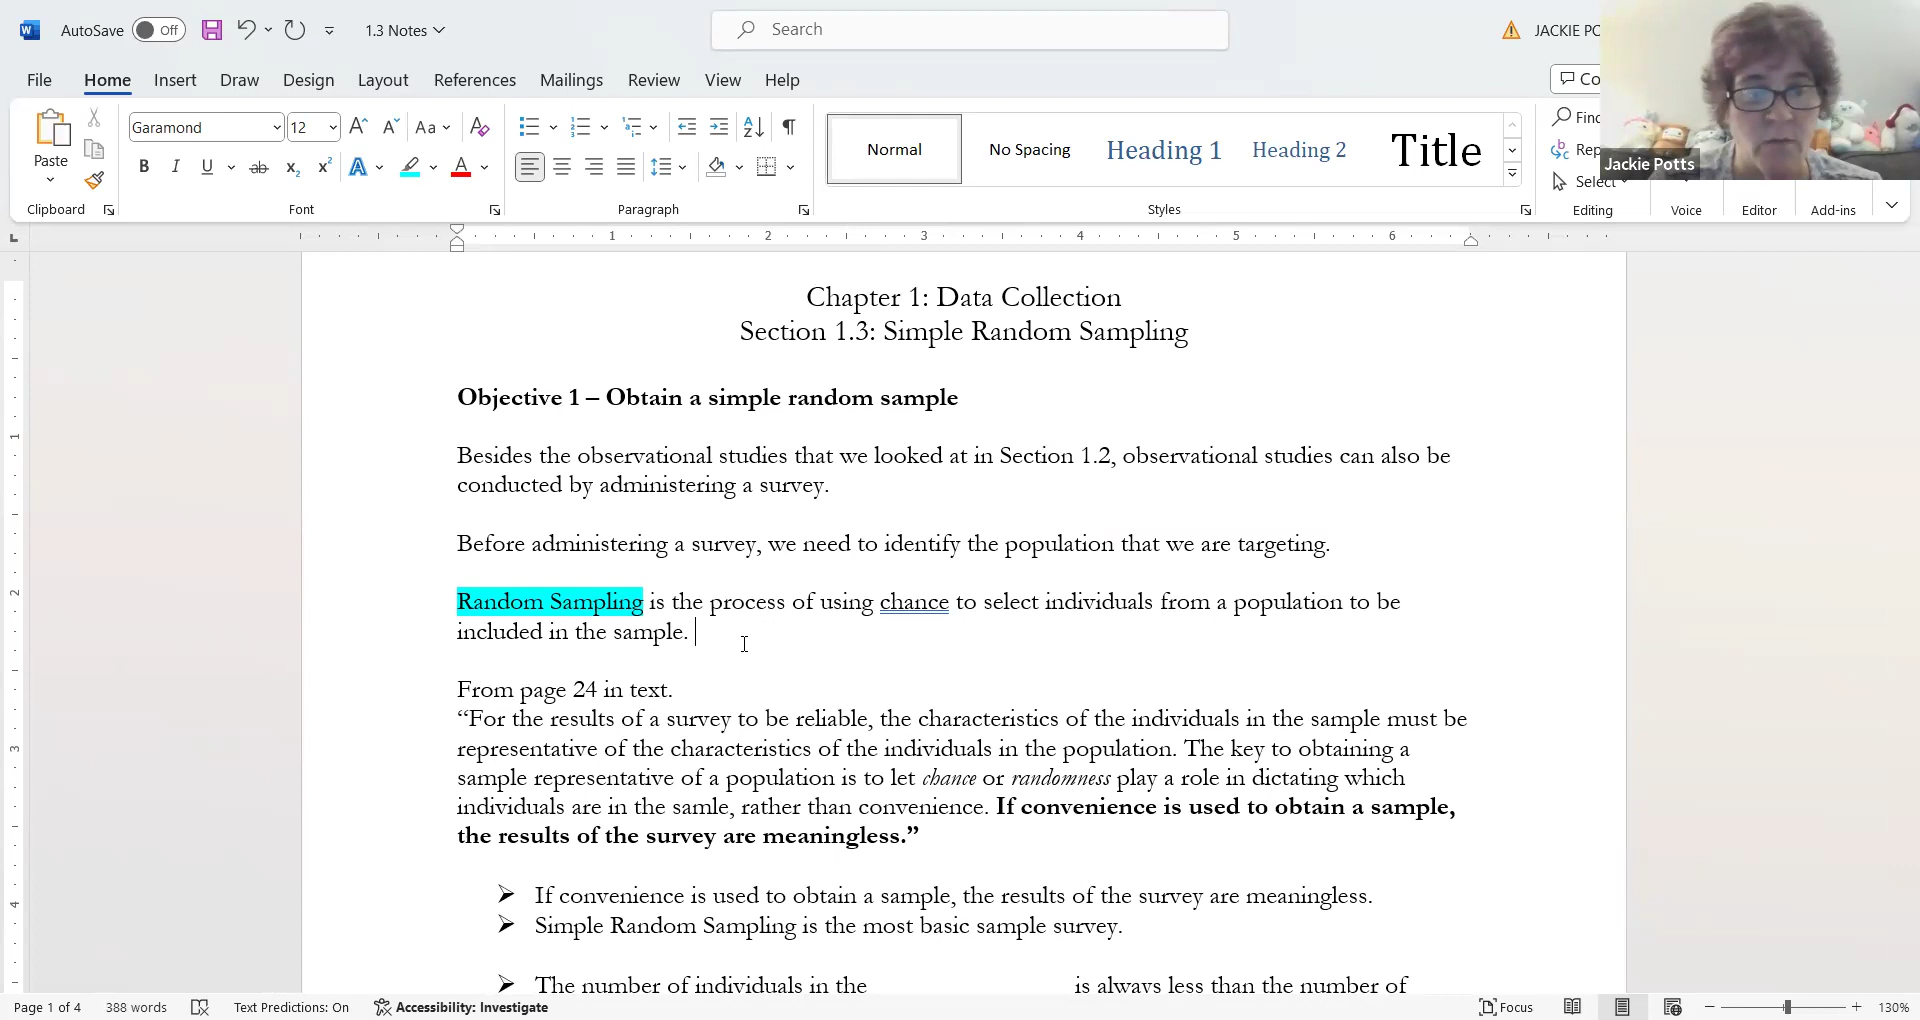 AutoSave Off 1.3 Notes Search JACKIE PO
File Home Insert Draw Design Layout References Mailings Review View Help Co
Paste Garamond 12 Aa Normal No Spacing Heading 1 Heading 2 Title Find
Rep
Jackie Potts
Select
Clipboard Font Paragraph Styles Editing Voice Editor Add-ins
1 2 3 4 5 6
Chapter 1: Data Collection
Section 1.3: Simple Random Sampling
Objective 1 – Obtain a simple random sample
Besides the observational studies that we looked at in Section 1.2, observational studies can also be
conducted by administering a survey.
Before administering a survey, we need to identify the population that we are targeting.
Random Sampling is the process of using chance to select individuals from a population to be
included in the sample.
From page 24 in text.
“For the results of a survey to be reliable, the characteristics of the individuals in the sample must be
representative of the characteristics of the individuals in the population. The key to obtaining a
sample representative of a population is to let chance or randomness play a role in dictating which
individuals are in the samle, rather than convenience. If convenience is used to obtain a sample,
the results of the survey are meaningless.”
If convenience is used to obtain a sample, the results of the survey are meaningless.
Simple Random Sampling is the most basic sample survey.
The number of individuals in the is always less than the number of
Page 1 of 4 388 words Text Predictions: On Accessibility: Investigate Focus 130%